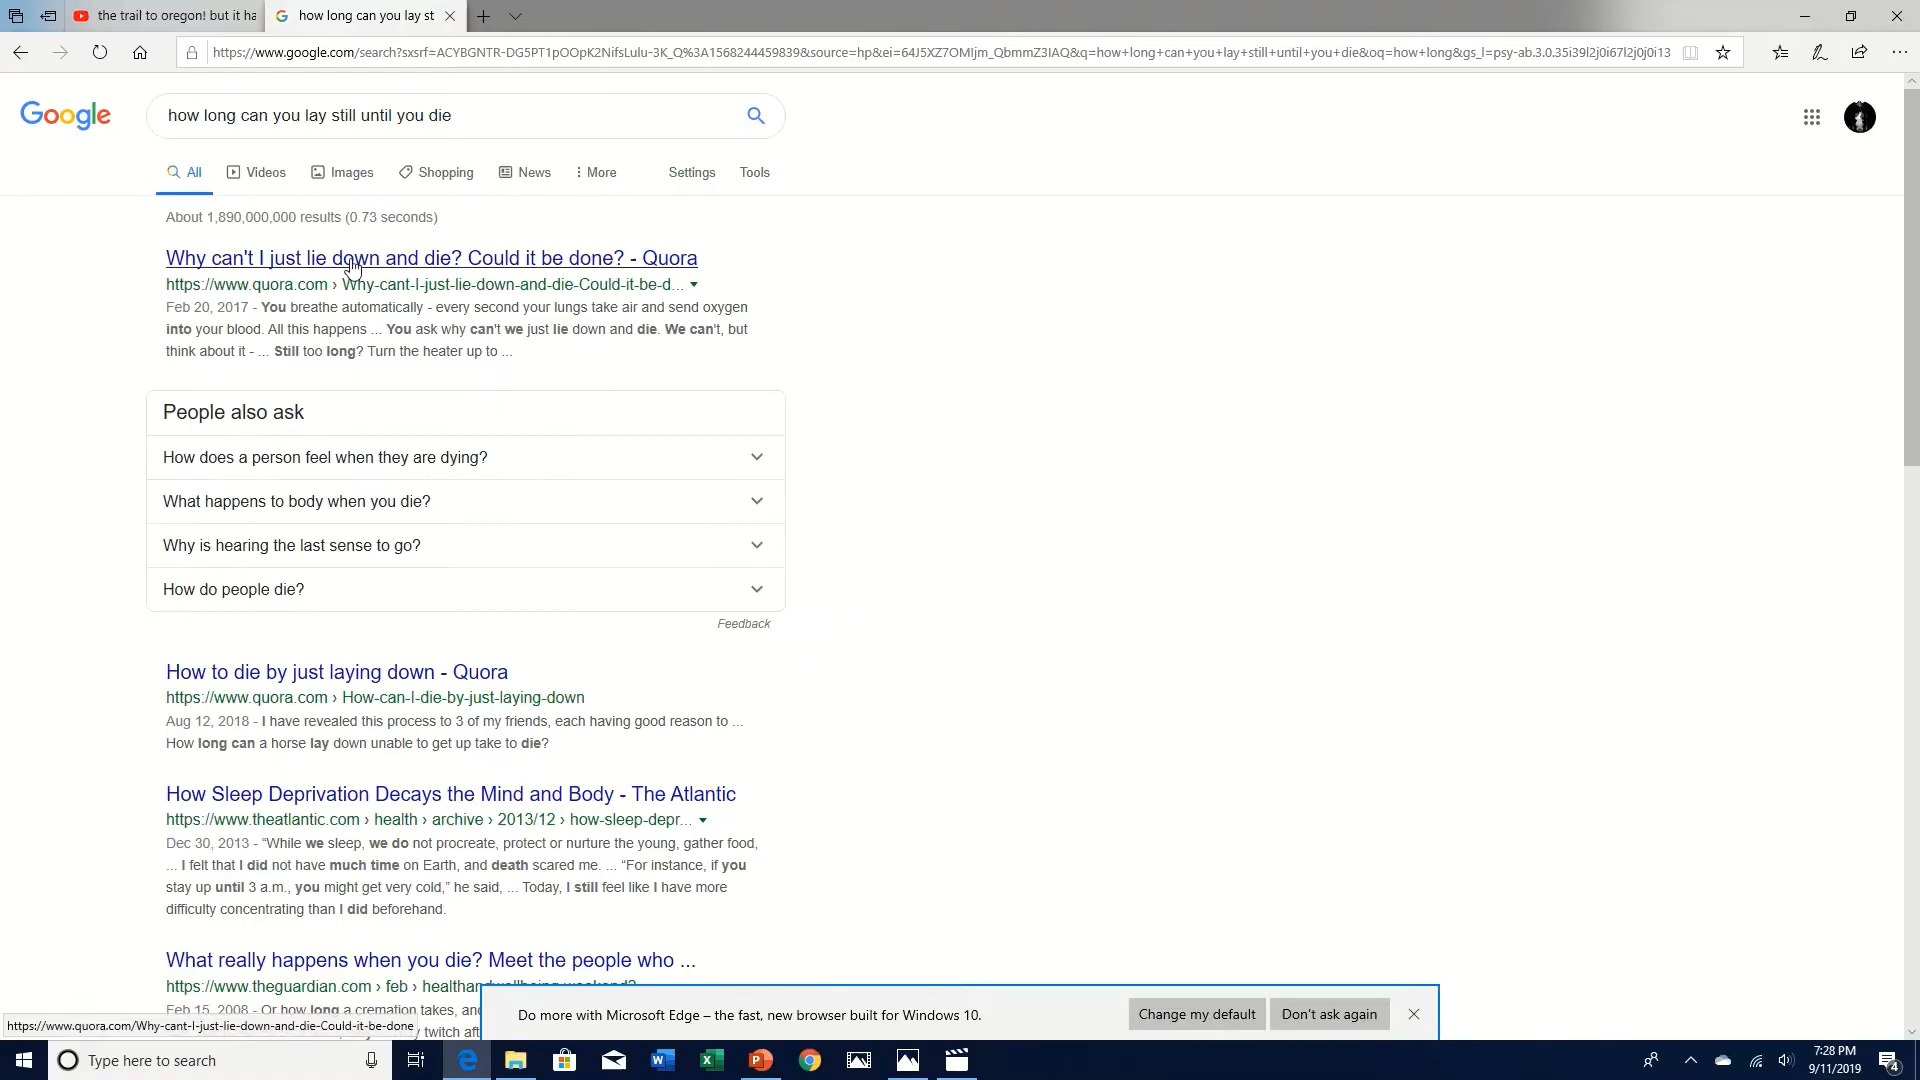 the trail to oregon! but it ha
how long can you lay st
https://www.google.com/search?sxsrf=ACYBGNTR-DG5PT1pOOpK2NifsLulu-3K_Q%3A1568244459839&source=hp&ei=64J5XZ7OMIjm_QbmmZ3IAQ&q=how+long+can+you+lay+still+until+you+die&oq=how+long&gs_l=psy-ab.3.0.35i39l2j0i67l2j0j0i13
Google
how long can you lay still until you die
All
Videos
Images
Shopping
News
More
Settings
Tools
About 1,890,000,000 results (0.73 seconds)
Why can't I just lie down and die? Could it be done? - Quora
https://www.quora.com › Why-cant-I-just-lie-down-and-die-Could-it-be-d...
Feb 20, 2017 - You breathe automatically - every second your lungs take air and send oxygen
into your blood. All this happens ... You ask why can't we just lie down and die. We can't, but
think about it - ... Still too long? Turn the heater up to ...
People also ask
How does a person feel when they are dying?
What happens to body when you die?
Why is hearing the last sense to go?
How do people die?
Feedback
How to die by just laying down - Quora
https://www.quora.com › How-can-I-die-by-just-laying-down
Aug 12, 2018 - I have revealed this process to 3 of my friends, each having good reason to ...
How long can a horse lay down unable to get up take to die?
How Sleep Deprivation Decays the Mind and Body - The Atlantic
https://www.theatlantic.com › health › archive › 2013/12 › how-sleep-depr...
Dec 30, 2013 - “While we sleep, we do not procreate, protect or nurture the young, gather food,
... I felt that I did not have much time on Earth, and death scared me. ... “For instance, if you
stay up until 3 a.m., you might get very cold,” he said, ... Today, I still feel like I have more
difficulty concentrating than I did beforehand.
What really happens when you die? Meet the people who ...
https://www.theguardian.com › feb ›
Feb 15, 2008 - Or how long a cremation takes, and
twitch aft
https://www.quora.com/Why-cant-I-just-lie-down-and-die-Could-it-be-done
Do more with Microsoft Edge – the fast, new browser built for Windows 10.
Change my default
Don't ask again
Type here to search
7:28 PM
9/11/2019
4